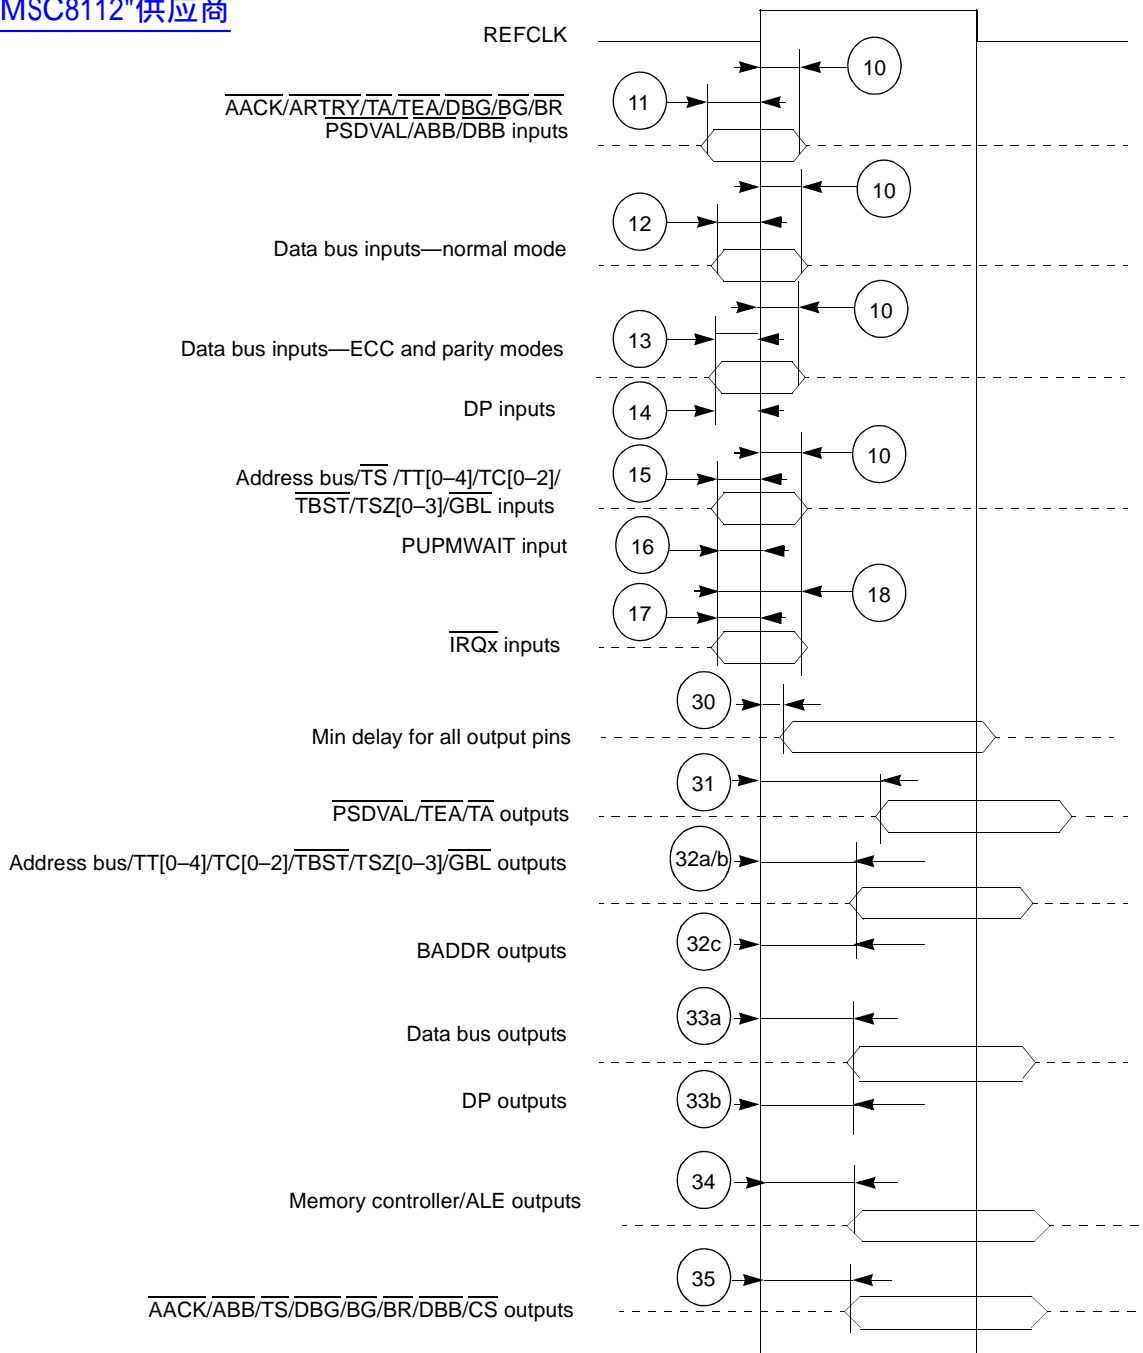 MSC8112"供应商
REFCLK
10
11
AACK/ARTRY/TA/TEA/DBG/BG/BR
PSDVAL/ABB/DBB inputs
10
12
Data bus inputs—normal mode
10
13
Data bus inputs—ECC and parity modes
DP inputs
14
10
15
Address bus/TS /TT[0–4]/TC[0–2]/
TBST/TSZ[0–3]/GBL inputs
PUPMWAIT input
16
18
17
IRQx inputs
30
Min delay for all output pins
31
PSDVAL/TEA/TA outputs
Address bus/TT[0–4]/TC[0–2]/TBST/TSZ[0–3]/GBL outputs
32a/b
BADDR outputs
32c
33a
Data bus outputs
DP outputs
33b
34
Memory controller/ALE outputs
35
AACK/ABB/TS/DBG/BG/BR/DBB/CS outputs